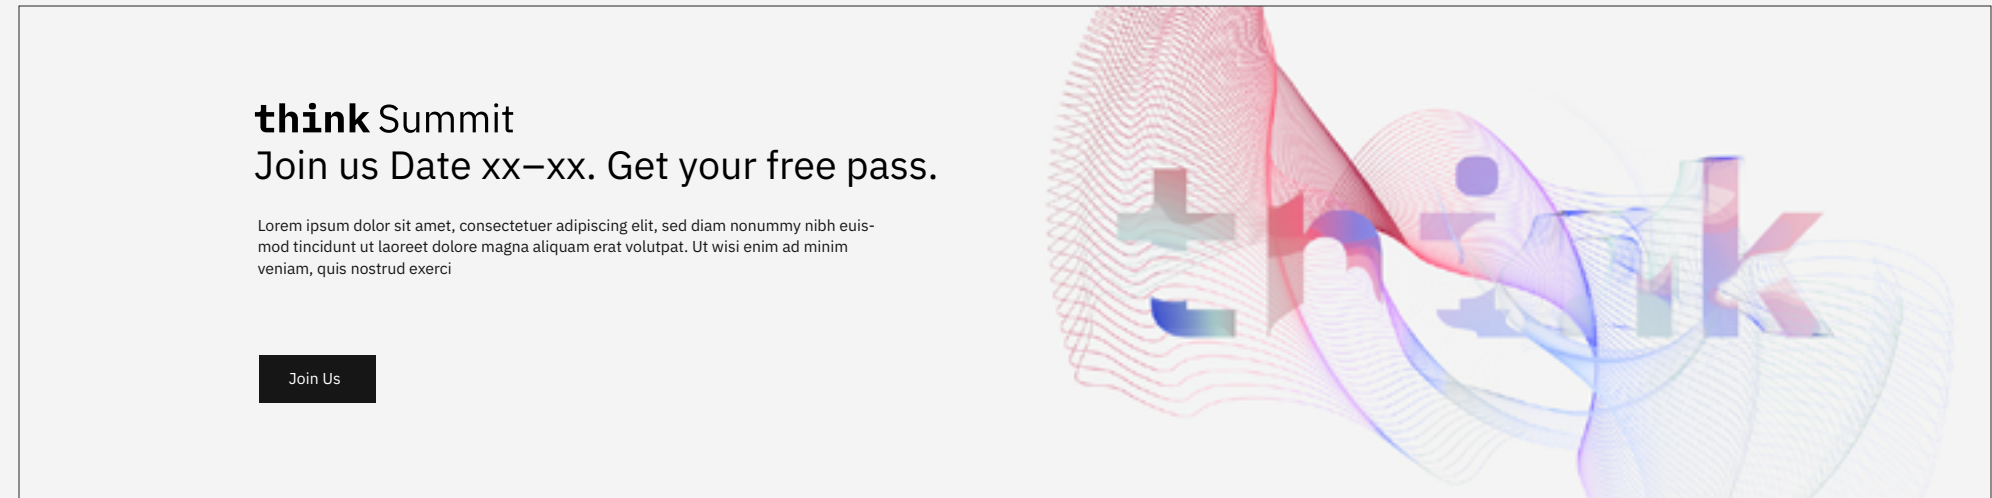 think Summit
Join us Date xx–xx. Get your free pass.
Lorem ipsum dolor sit amet, consectetuer adipiscing elit, sed diam nonummy nibh euis-
mod tincidunt ut laoreet dolore magna aliquam erat volutpat. Ut wisi enim ad minim
veniam, quis nostrud exerci
Join Us
think